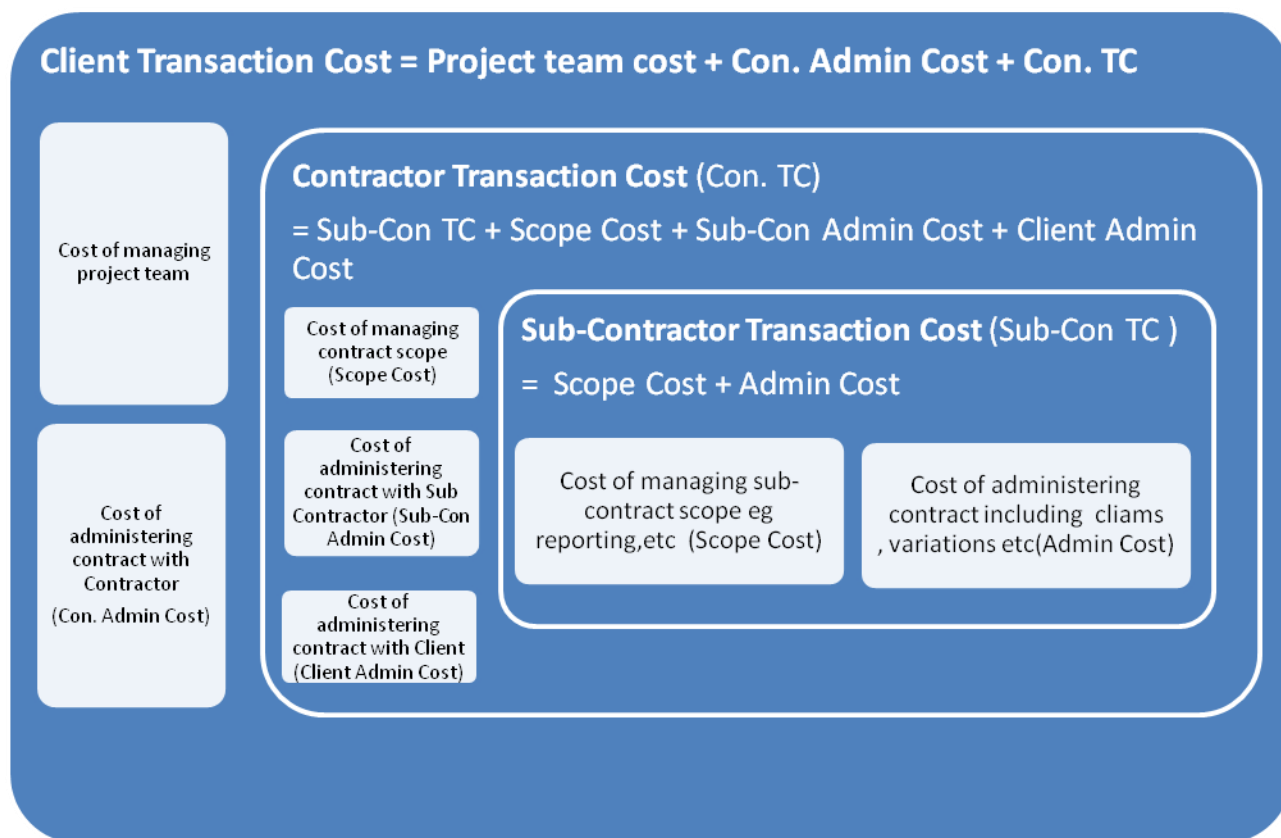 Client Transaction Cost = Project team cost + Con. Admin Cost + Con. TC
Cost of managing
project team
Cost of
administering
contract with
Contractor
(Con. Admin Cost)
Contractor Transaction Cost (Con. TC)
= Sub-Con TC + Scope Cost + Sub-Con Admin Cost + Client Admin
Cost
Cost of managing
contract scope
(Scope Cost)
Cost of
administering
contract with Sub
Contractor (Sub-Con
Admin Cost)
Cost of
administering
contract with Client
(Client Admin Cost)
Sub-Contractor Transaction Cost (Sub-Con TC )
= Scope Cost + Admin Cost
Cost of managing sub-
contract scope eg
reporting,etc (Scope Cost)
Cost of administering
contract including cliams
, variations etc(Admin Cost)